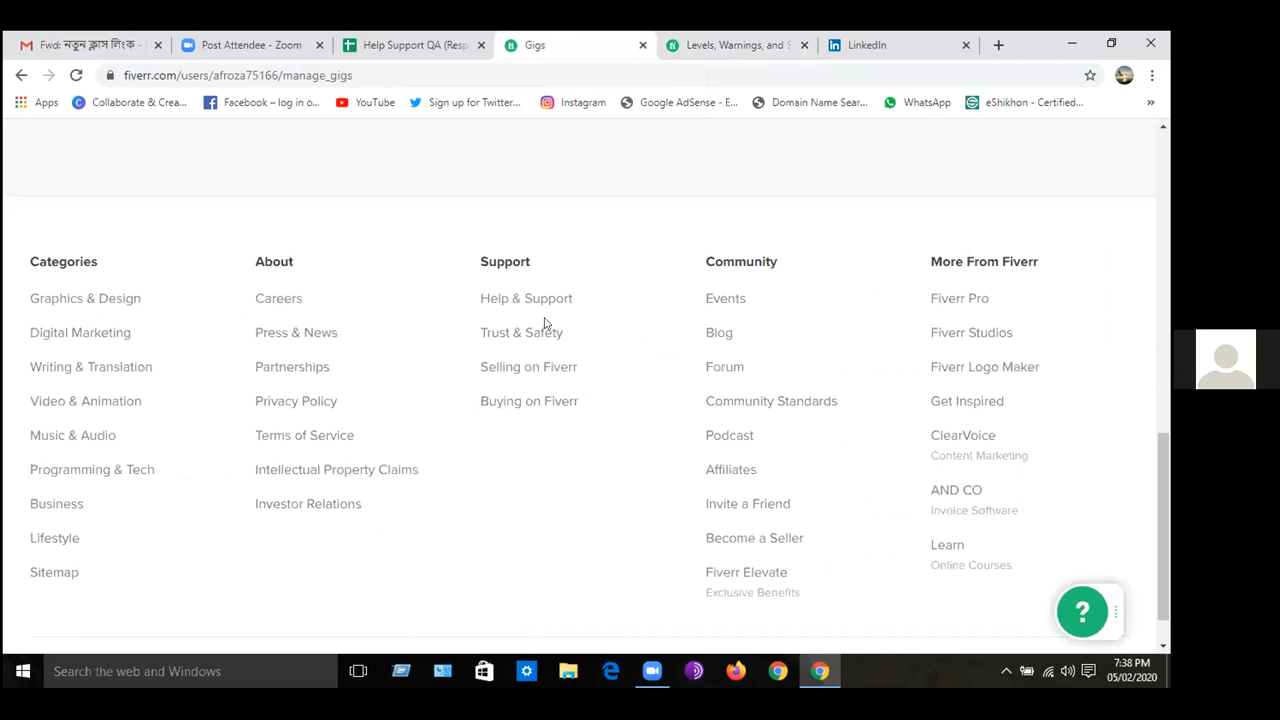 Fwd: নতুন ক্লাস লিংক -
Post Attendee - Zoom
Help Support QA (Resp
Gigs
Levels, Warnings, and S
LinkedIn
fiverr.com/users/afroza75166/manage_gigs
Apps
Collaborate & Crea...
Facebook – log in o...
YouTube
Sign up for Twitter...
Instagram
Google AdSense - E...
Domain Name Sear...
WhatsApp
eShikhon - Certified...
Categories
Graphics & Design
Digital Marketing
Writing & Translation
Video & Animation
Music & Audio
Programming & Tech
Business
Lifestyle
Sitemap
About
Careers
Press & News
Partnerships
Privacy Policy
Terms of Service
Intellectual Property Claims
Investor Relations
Support
Help & Support
Trust & Safety
Selling on Fiverr
Buying on Fiverr
Community
Events
Blog
Forum
Community Standards
Podcast
Affiliates
Invite a Friend
Become a Seller
Fiverr Elevate
Exclusive Benefits
More From Fiverr
Fiverr Pro
Fiverr Studios
Fiverr Logo Maker
Get Inspired
ClearVoice
Content Marketing
AND CO
Invoice Software
Learn
Online Courses
?
Search the web and Windows
7:38 PM
05/02/2020